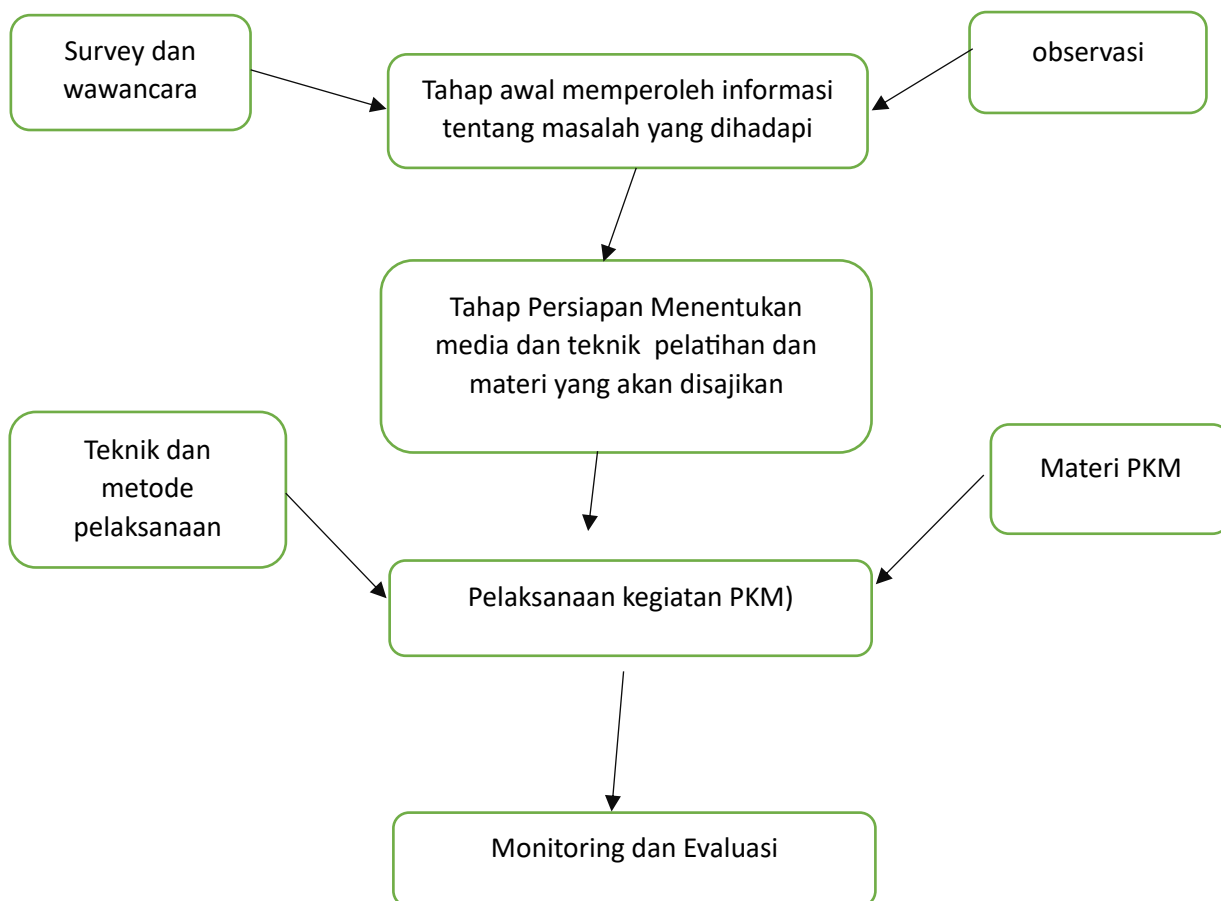 Survey dan
wawancara
observasi
Tahap awal memperoleh informasi
tentang masalah yang dihadapi
Tahap Persiapan Menentukan
media dan teknik pelatihan dan
materi yang akan disajikan
Teknik dan
metode
pelaksanaan
Materi PKM
Pelaksanaan kegiatan PKM)
Monitoring dan Evaluasi